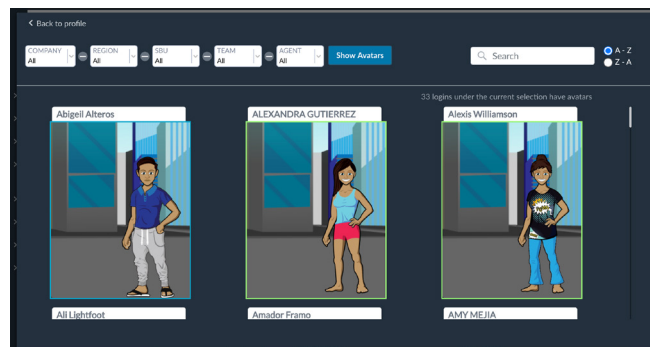 Back to profile
COMPANY REGION SBU TEAM AGENT
All All All All All Show Avatars Search A - Z
Z - A
33 logins under the current selection have avatars
Abigeil Alteros ALEXANDRA GUTIERREZ Alexis Williamson
Ali Lightfoot Amador Framo AMY MEJIA